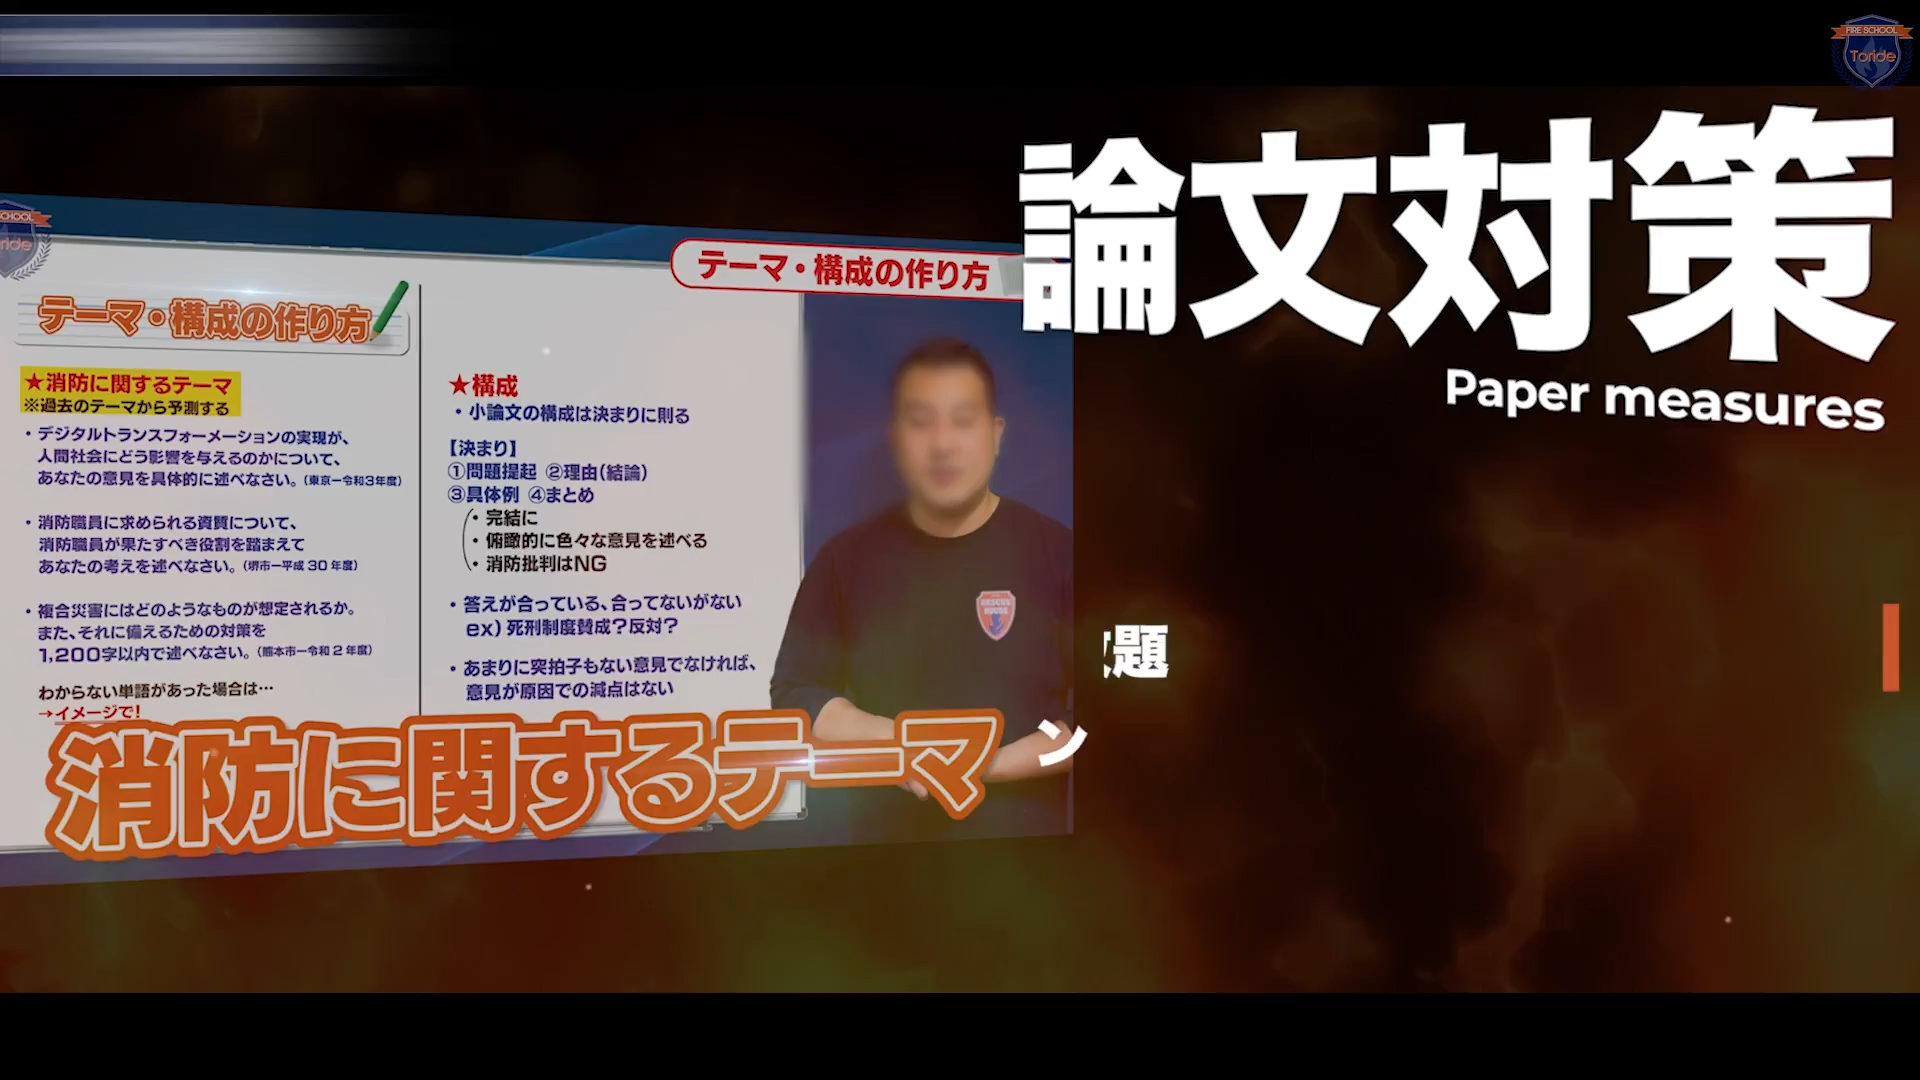 FIRE SCHOOL
Toride
論文対策
Paper measures
テーマ・構成の作り方
テーマ・構成の作り方
★消防に関するテーマ
※過去のテーマから予測する
・デジタルトランスフォーメーションの実現が、
人間社会にどう影響を与えるのかについて、
あなたの意見を具体的に述べなさい。(東京ー令和3年度)
・消防職員に求められる資質について、
消防職員が果たすべき役割を踏まえて
あなたの考えを述べなさい。(堺市ー平成 30 年度)
・複合災害にはどのようなものが想定されるか。
また、それに備えるための対策を
1,200字以内で述べなさい。(熊本市ー令和 2 年度)
わからない単語があった場合は…
→イメージで!
★構成
・小論文の構成は決まりに則る
【決まり】
①問題提起 ②理由(結論)
③具体例 ④まとめ
・完結に
・俯瞰的に色々な意見を述べる
・消防批判はNG
・答えが合っている、合ってないがない
ex) 死刑制度賛成?反対?
・あまりに突拍子もない意見でなければ、
意見が原因での減点はない
RESCUE HOUSE
題
ン
消防に関するテーマ